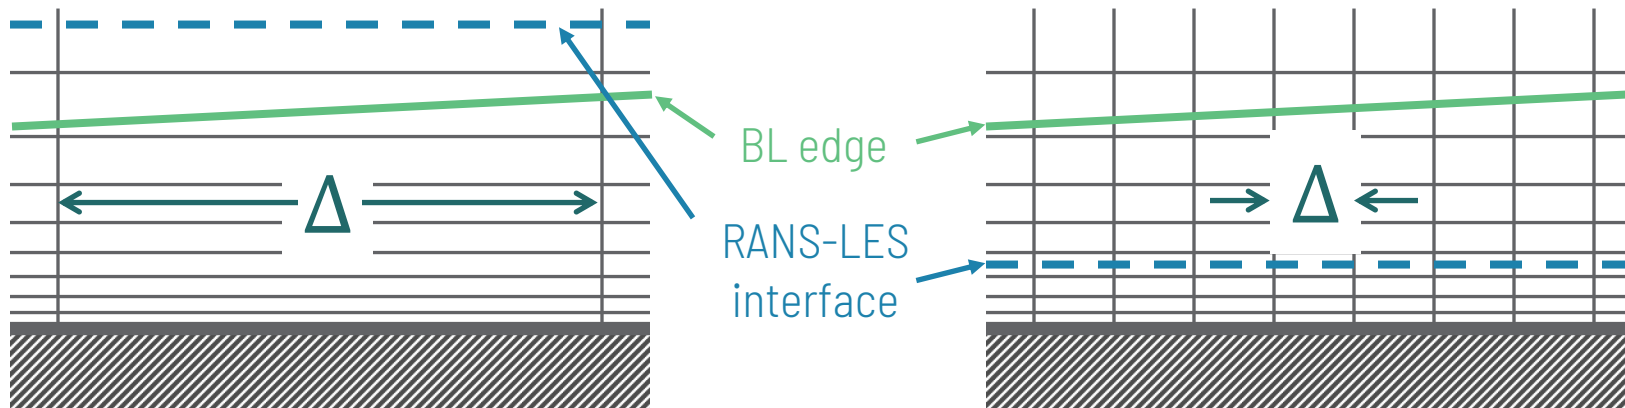 BL edge
Δ
Δ
RANS-LES
interface